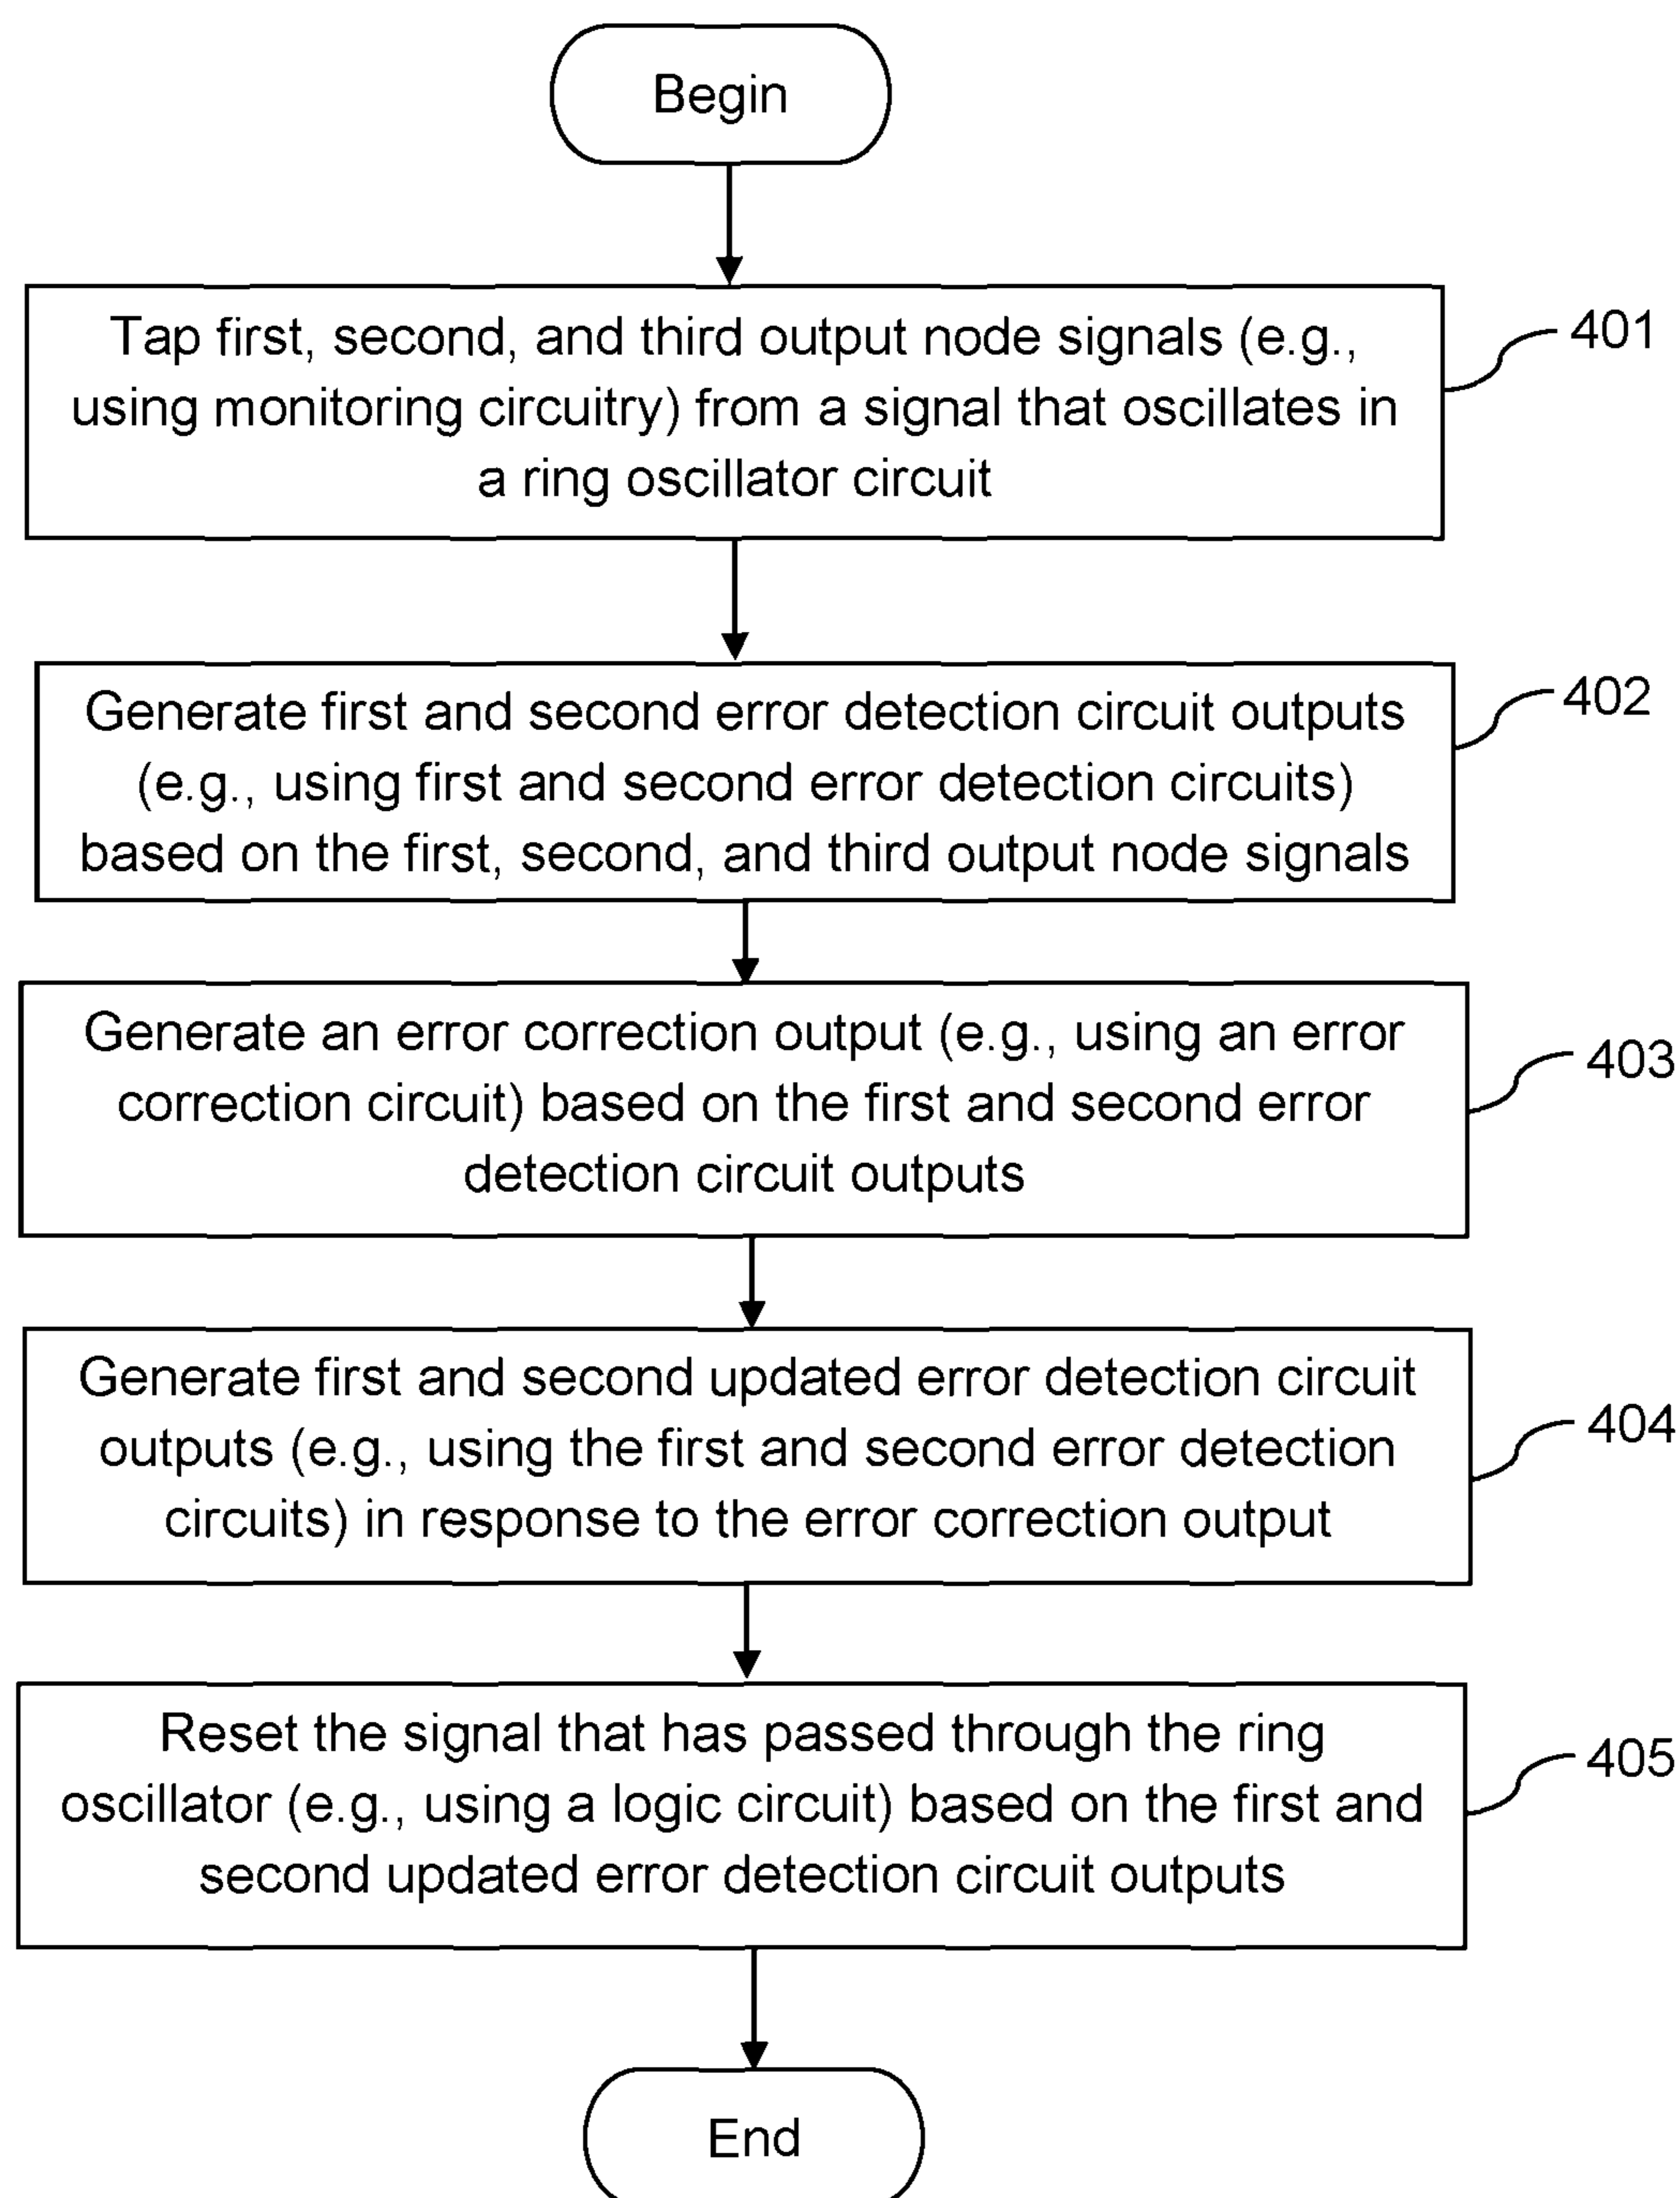 Begin
Tap first, second, and third output node signals (e.g.,
using monitoring circuitry) from a signal that oscillates in
a ring oscillator circuit
401
Generate first and second error detection circuit outputs
(e.g., using first and second error detection circuits)
based on the first, second, and third output node signals
402
Generate an error correction output (e.g., using an error
correction circuit) based on the first and second error
detection circuit outputs
403
Generate first and second updated error detection circuit
outputs (e.g., using the first and second error detection
circuits) in response to the error correction output
404
Reset the signal that has passed through the ring
oscillator (e.g., using a logic circuit) based on the first and
second updated error detection circuit outputs
405
End